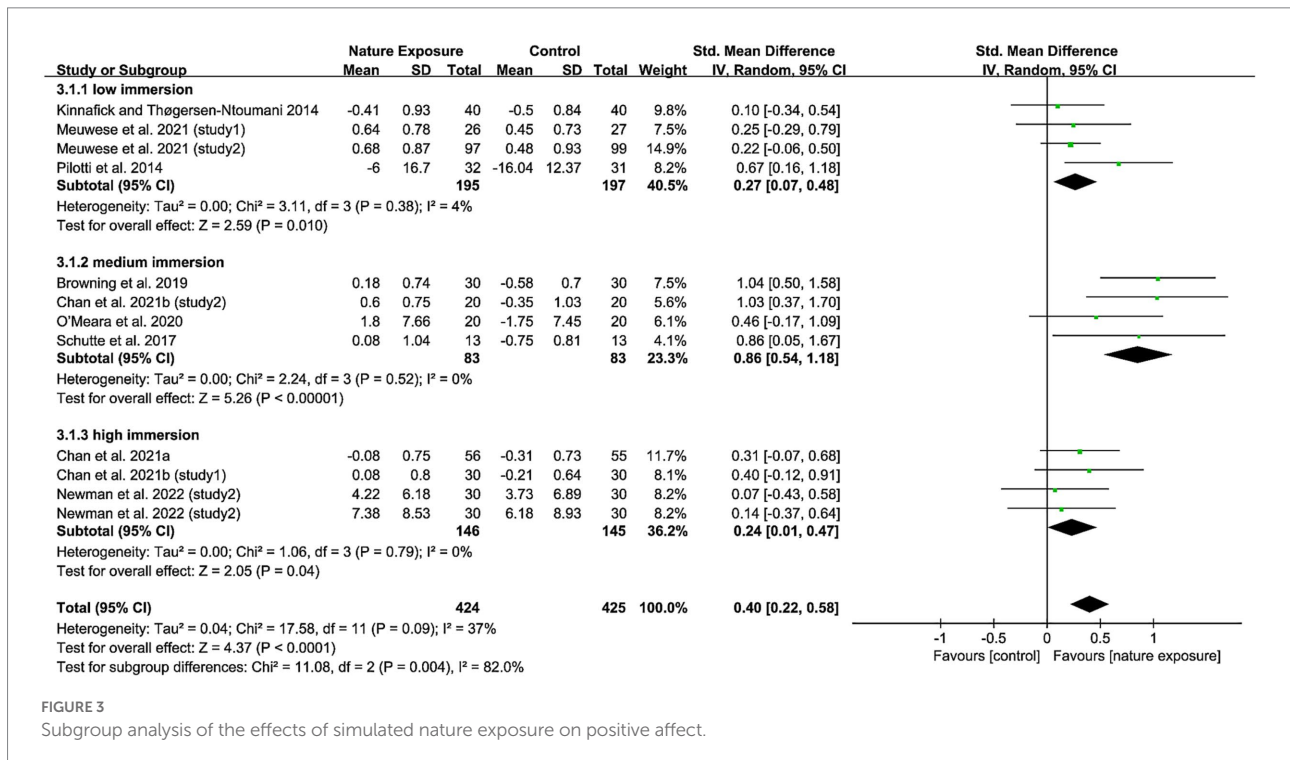 Nature Exposure Control Std. Mean Difference Std. Mean Difference
Study or Subgroup Mean SD Total Mean SD Total Weight IV, Random, 95% CI IV, Random, 95% CI
3.1.1 low immersion
Kinnafick and Thøgersen-Ntoumani 2014 -0.41 0.93 40 -0.5 0.84 40 9.8% 0.10 [-0.34, 0.54]
Meuwese et al. 2021 (study1) 0.64 0.78 26 0.45 0.73 27 7.5% 0.25 [-0.29, 0.79]
Meuwese et al. 2021 (study2) 0.68 0.87 97 0.48 0.93 99 14.9% 0.22 [-0.06, 0.50]
Pilotti et al. 2014 -6 16.7 32 -16.04 12.37 31 8.2% 0.67 [0.16, 1.18]
Subtotal (95% CI) 195 197 40.5% 0.27 [0.07, 0.48]
Heterogeneity: Tau² = 0.00; Chi² = 3.11, df = 3 (P = 0.38); I² = 4%
Test for overall effect: Z = 2.59 (P = 0.010)
3.1.2 medium immersion
Browning et al. 2019 0.18 0.74 30 -0.58 0.7 30 7.5% 1.04 [0.50, 1.58]
Chan et al. 2021b (study2) 0.6 0.75 20 -0.35 1.03 20 5.6% 1.03 [0.37, 1.70]
O'Meara et al. 2020 1.8 7.66 20 -1.75 7.45 20 6.1% 0.46 [-0.17, 1.09]
Schutte et al. 2017 0.08 1.04 13 -0.75 0.81 13 4.1% 0.86 [0.05, 1.67]
Subtotal (95% CI) 83 83 23.3% 0.86 [0.54, 1.18]
Heterogeneity: Tau² = 0.00; Chi² = 2.24, df = 3 (P = 0.52); I² = 0%
Test for overall effect: Z = 5.26 (P < 0.00001)
3.1.3 high immersion
Chan et al. 2021a -0.08 0.75 56 -0.31 0.73 55 11.7% 0.31 [-0.07, 0.68]
Chan et al. 2021b (study1) 0.08 0.8 30 -0.21 0.64 30 8.1% 0.40 [-0.12, 0.91]
Newman et al. 2022 (study2) 4.22 6.18 30 3.73 6.89 30 8.2% 0.07 [-0.43, 0.58]
Newman et al. 2022 (study2) 7.38 8.53 30 6.18 8.93 30 8.2% 0.14 [-0.37, 0.64]
Subtotal (95% CI) 146 145 36.2% 0.24 [0.01, 0.47]
Heterogeneity: Tau² = 0.00; Chi² = 1.06, df = 3 (P = 0.79); I² = 0%
Test for overall effect: Z = 2.05 (P = 0.04)
Total (95% CI) 424 425 100.0% 0.40 [0.22, 0.58]
Heterogeneity: Tau² = 0.04; Chi² = 17.58, df = 11 (P = 0.09); I² = 37%
Test for overall effect: Z = 4.37 (P < 0.0001)
Test for subgroup differences: Chi² = 11.08, df = 2 (P = 0.004), I² = 82.0%
-1 -0.5 0 0.5 1
Favours [control] Favours [nature exposure]
FIGURE 3
Subgroup analysis of the effects of simulated nature exposure on positive affect.